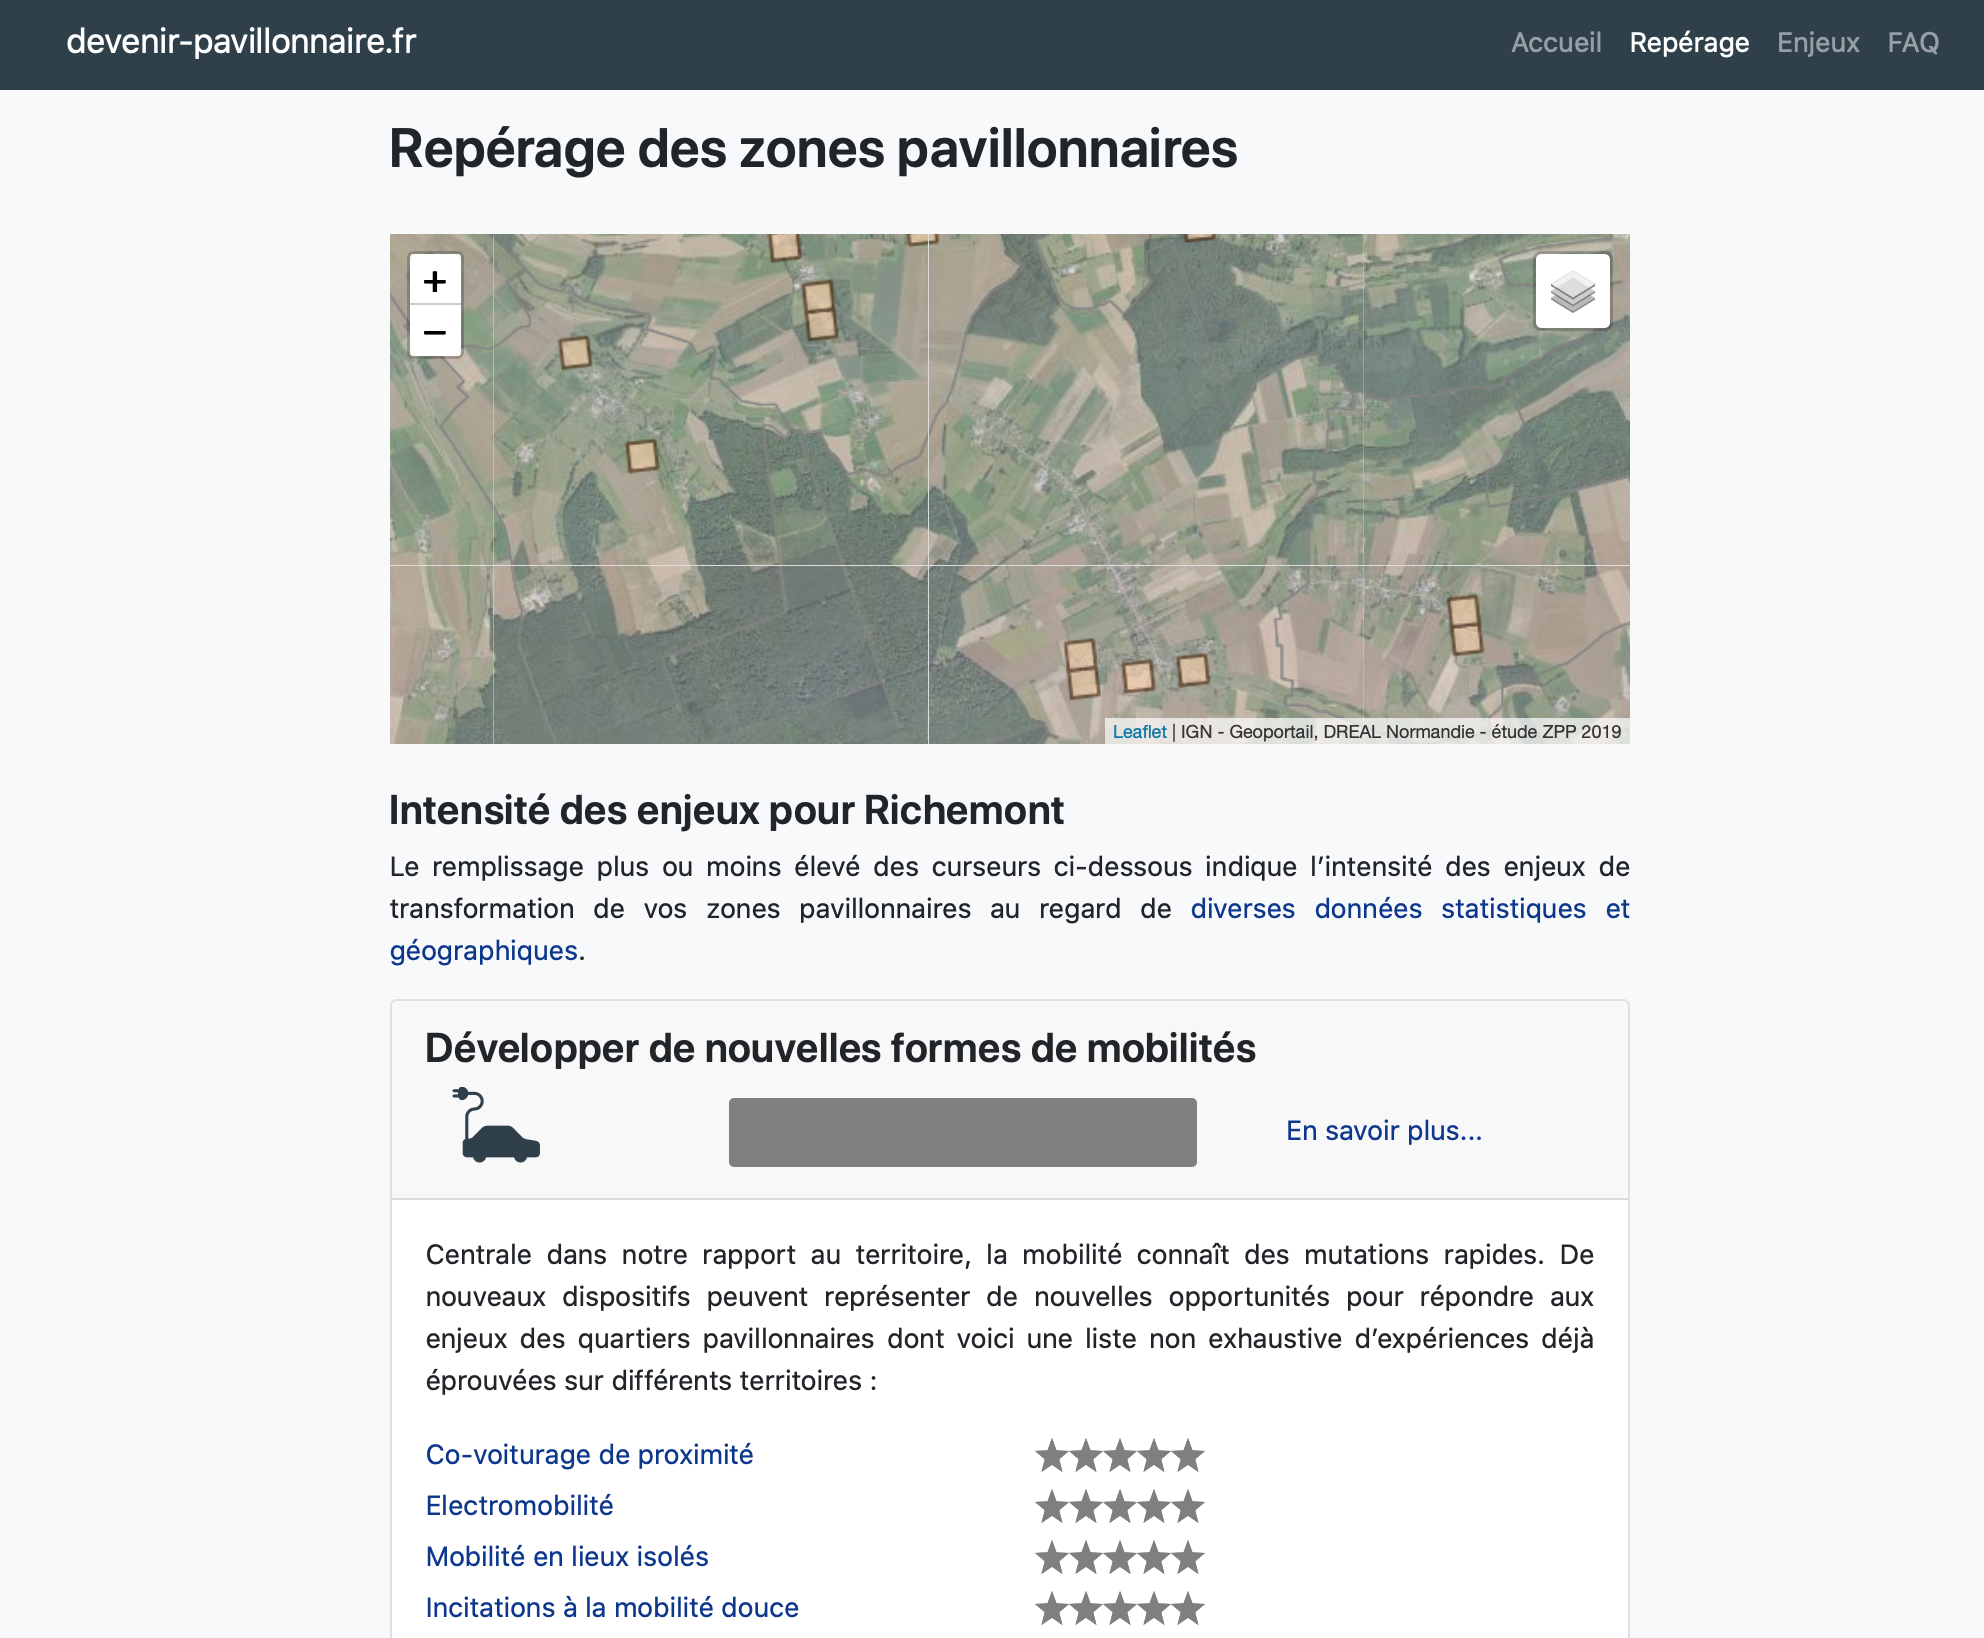 devenir-pavillonnaire.fr
Accueil Repérage Enjeux FAQ
Repérage des zones pavillonnaires
+
−
Leaflet | IGN - Geoportail, DREAL Normandie - étude ZPP 2019
Intensité des enjeux pour Richemont
Le remplissage plus ou moins élevé des curseurs ci-dessous indique l’intensité des enjeux de
transformation de vos zones pavillonnaires au regard de diverses données statistiques et
géographiques.
Développer de nouvelles formes de mobilités
En savoir plus...
Centrale dans notre rapport au territoire, la mobilité connaît des mutations rapides. De
nouveaux dispositifs peuvent représenter de nouvelles opportunités pour répondre aux
enjeux des quartiers pavillonnaires dont voici une liste non exhaustive d’expériences déjà
éprouvées sur différents territoires :
Co-voiturage de proximité
Electromobilité
Mobilité en lieux isolés
Incitations à la mobilité douce